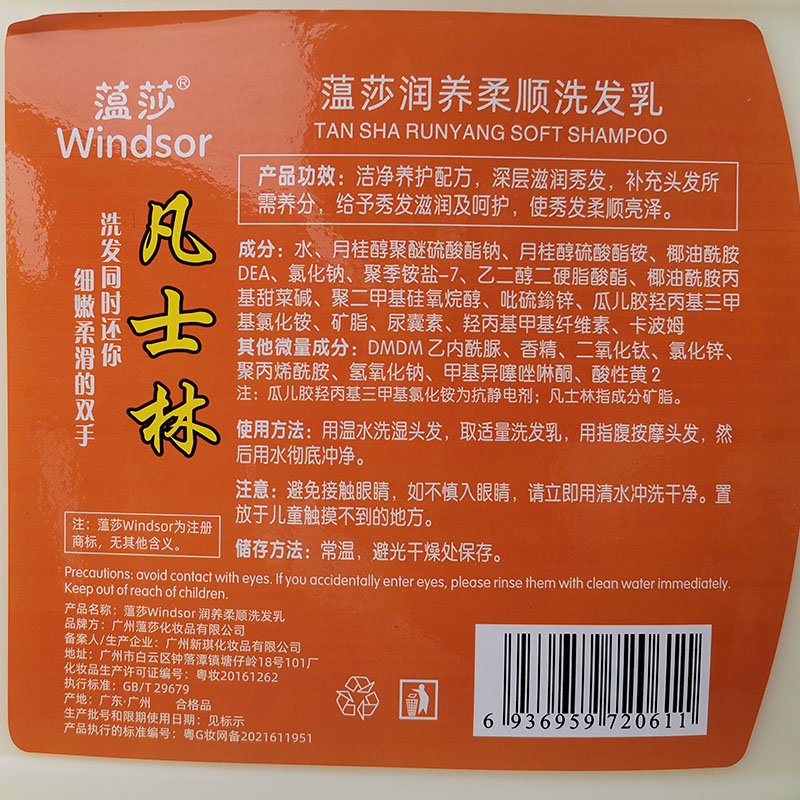 蕰莎®
Windsor
蕰莎润养柔顺洗发乳
TAN SHA RUNYANG SOFT SHAMPOO
产品功效：洁净养护配方，深层滋润秀发，补充头发所
需养分，给予秀发滋润及呵护，使秀发柔顺亮泽。
洗发同时还你
细嫩柔滑的双手
凡士林
成分：水、月桂醇聚醚硫酸酯钠、月桂醇硫酸酯铵、椰油酰胺
DEA、氯化钠、聚季铵盐-7、乙二醇二硬脂酸酯、椰油酰胺丙
基甜菜碱、聚二甲基硅氧烷醇、吡硫鎓锌、瓜儿胶羟丙基三甲
基氯化铵、矿脂、尿囊素、羟丙基甲基纤维素、卡波姆
其他微量成分：DMDM 乙内酰脲、香精、二氧化钛、氯化锌、
聚丙烯酰胺、氢氧化钠、甲基异噻唑啉酮、酸性黄2
注：瓜儿胶羟丙基三甲基氯化铵为抗静电剂；凡士林指成分矿脂。
使用方法：用温水洗湿头发，取适量洗发乳，用指腹按摩头发，然
后用水彻底冲净。
注意：避免接触眼睛，如不慎入眼睛，请立即用清水冲洗干净。置
放于儿童触摸不到的地方。
储存方法：常温，避光干燥处保存。
注：蕰莎Windsor为注册
商标，无其他含义。
Precautions: avoid contact with eyes. If you accidentally enter eyes, please rinse them with clean water immediately.
Keep out of reach of children.
产品名称：蕰莎Windsor 润养柔顺洗发乳
品牌方：广州蕰莎化妆品有限公司
备案人/生产企业：广州新琪化妆品有限公司
地址：广州市白云区钟落潭镇塘仔岭18号101厂
化妆品生产许可证编号：粤妆20161262
执行标准：GB/T 29679
产地：广东·广州 合格品
生产批号和限期使用日期：见标示
产品执行的标准编号：粤G妆网备2021611951
6 936959 720611